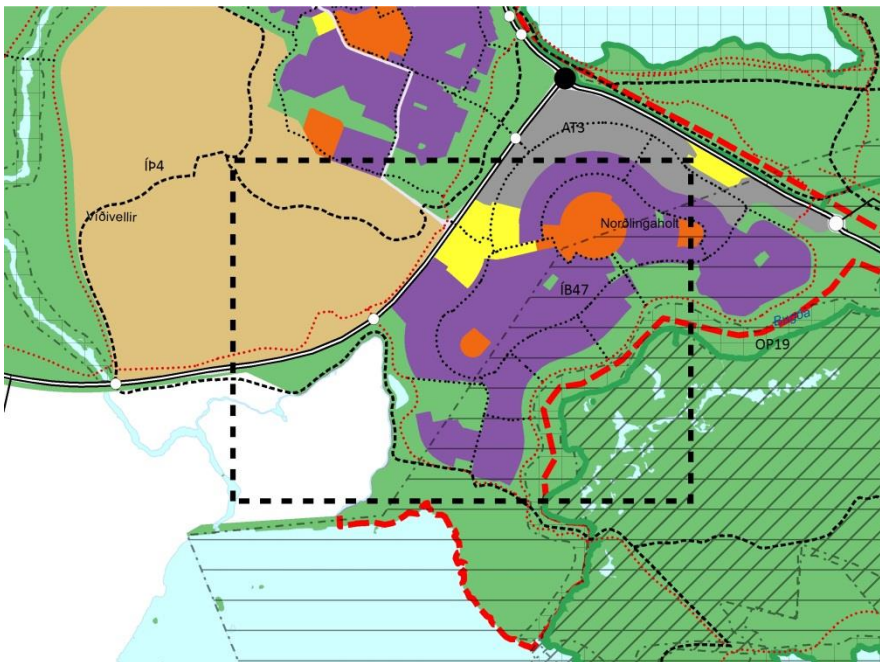 AT3
ÍÞ4
Víðivellir
Norðlingaholt
ÍB47
Bugða
OP19